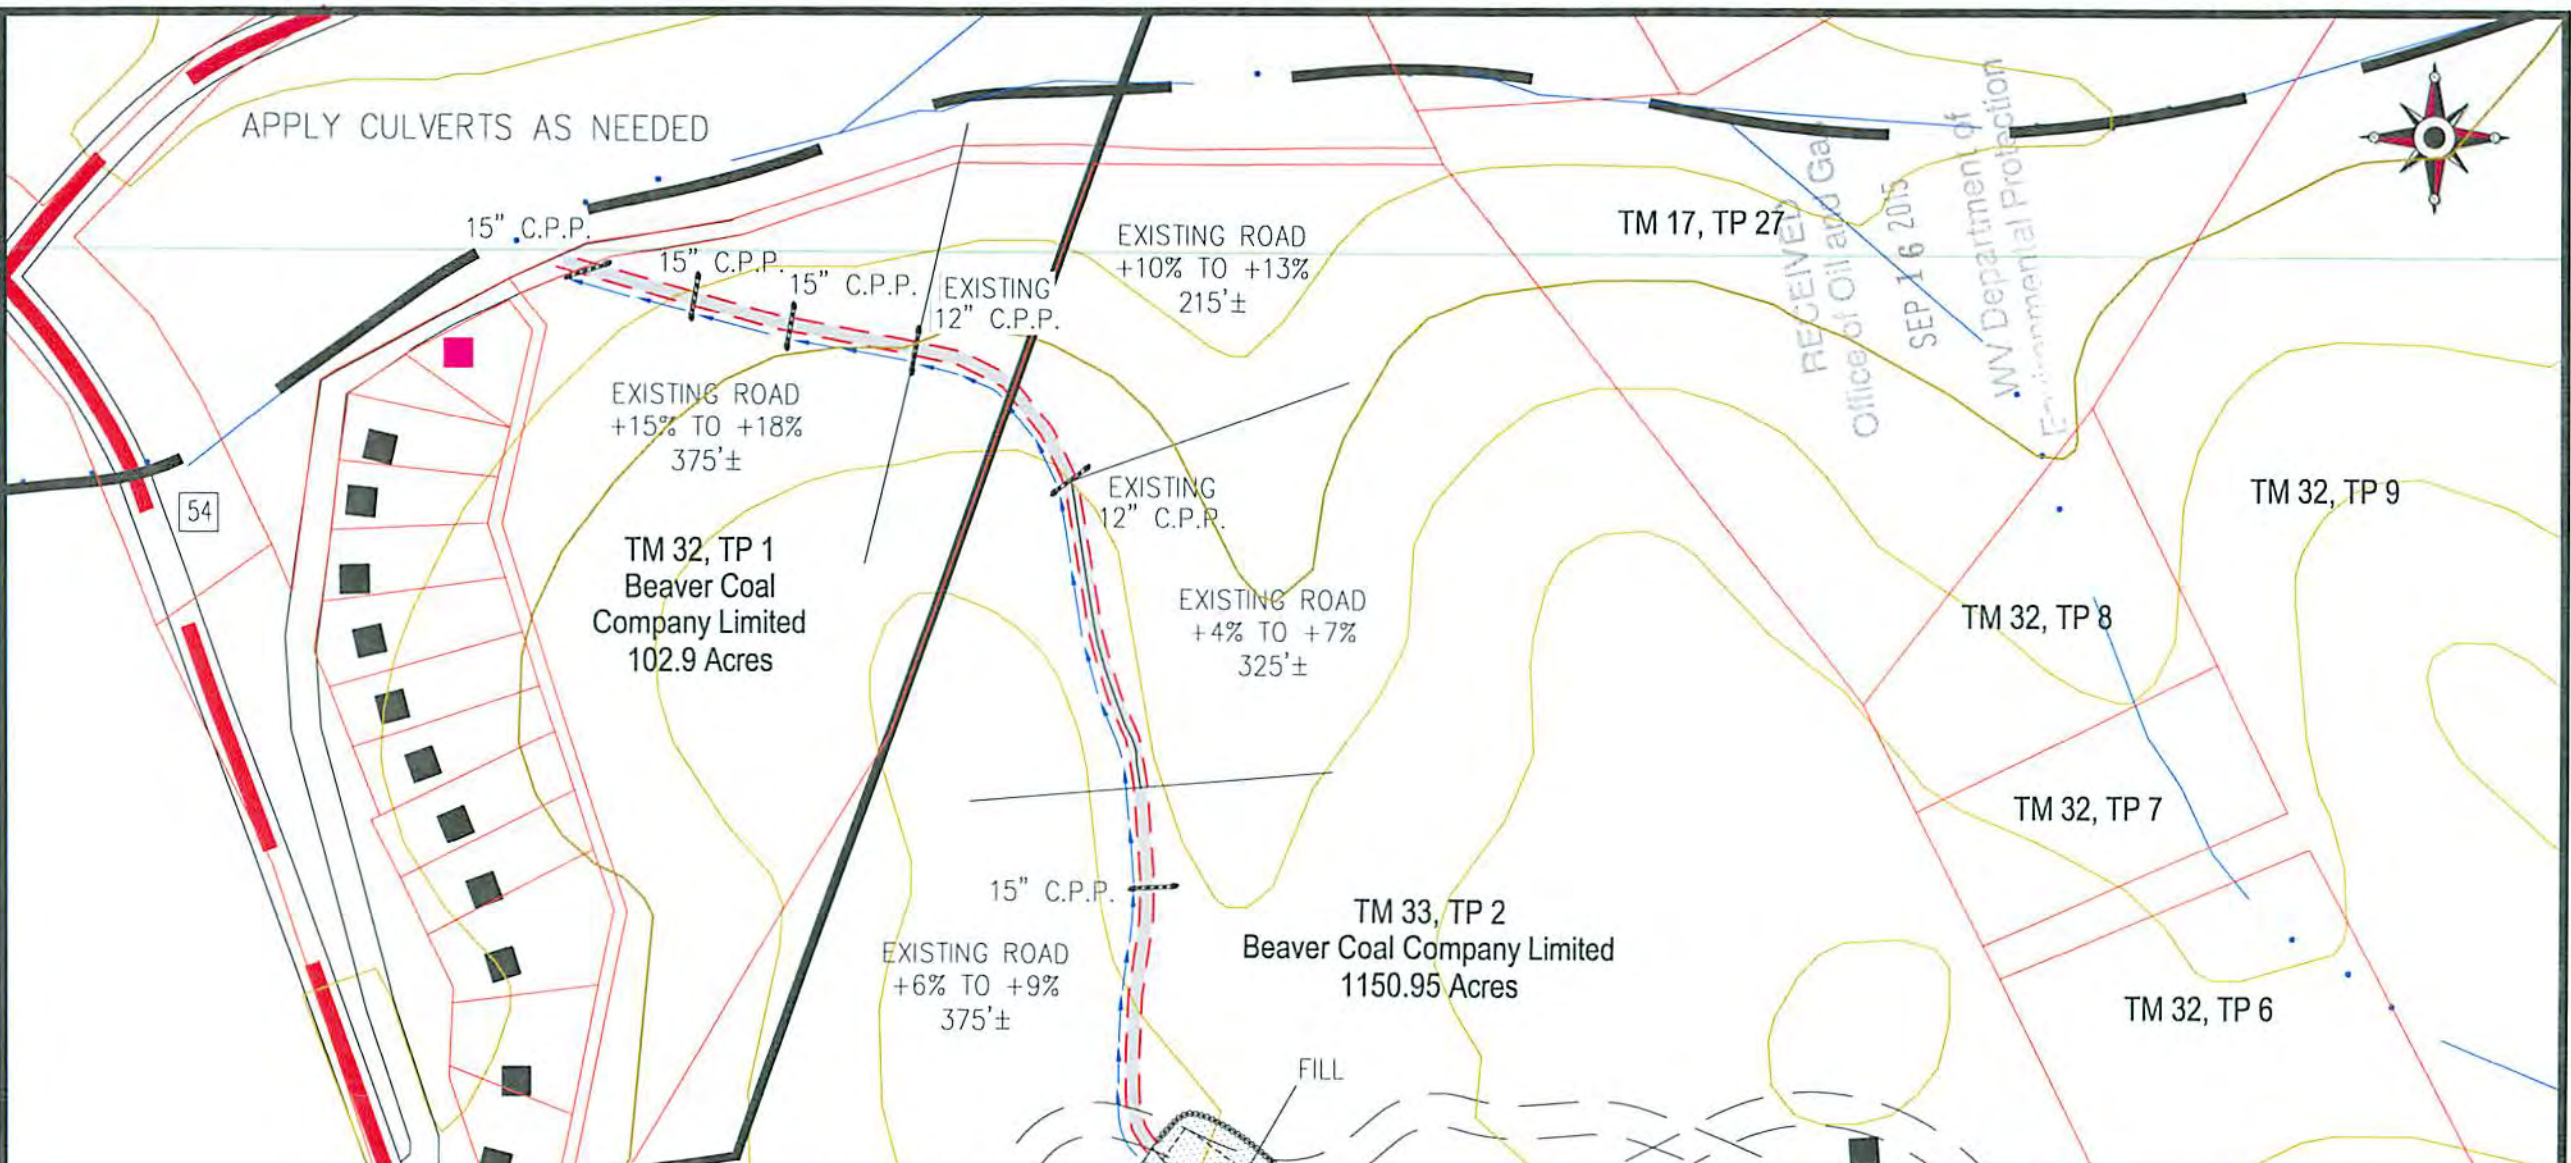 APPLY CULVERTS AS NEEDED
15" C.P.P.
15" C.P.P.
15" C.P.P.
EXISTING
12" C.P.P.
EXISTING ROAD
+10% TO +13%
215'±
TM 17, TP 27
RECEIVED
Office of Oil and Gas
SEP 16 2015
WV Department of
Environmental Protection
EXISTING ROAD
+15% TO +18%
375'±
54
EXISTING
12" C.P.P.
TM 32, TP 9
TM 32, TP 1
Beaver Coal
Company Limited
102.9 Acres
EXISTING ROAD
+4% TO +7%
325'±
TM 32, TP 8
TM 32, TP 7
15" C.P.P.
TM 33, TP 2
Beaver Coal Company Limited
1150.95 Acres
EXISTING ROAD
+6% TO +9%
375'±
TM 32, TP 6
FILL